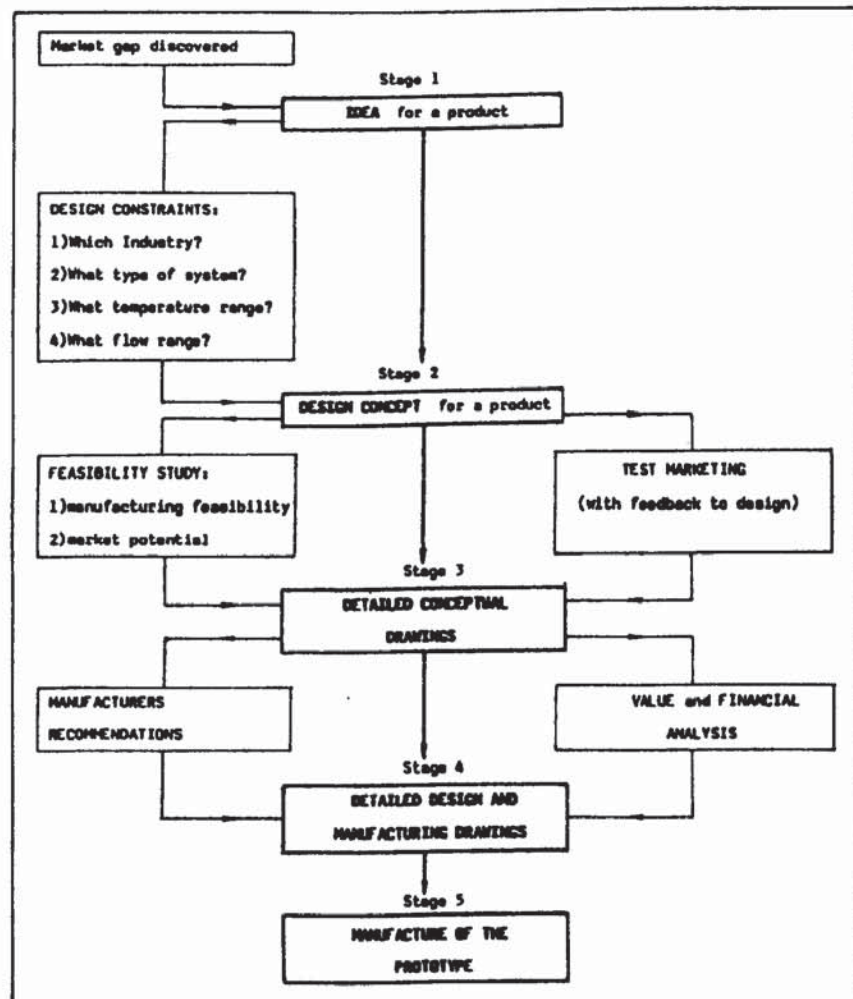 Market gap discovered
Stage 1
IDEA for a product
DESIGN CONSTRAINTS:
1)Which Industry?
2)What type of system?
3)What temperature range?
4)What flow range?
Stage 2
DESIGN CONCEPT for a product
FEASIBILITY STUDY:
1)manufacturing feasibility
2)market potential
TEST MARKETING
(with feedback to design)
Stage 3
DETAILED CONCEPTUAL
DRAWINGS
MANUFACTURERS
RECOMMENDATIONS
VALUE and FINANCIAL
ANALYSIS
Stage 4
DETAILED DESIGN AND
MANUFACTURING DRAWINGS
Stage 5
MANUFACTURE OF THE
PROTOTYPE